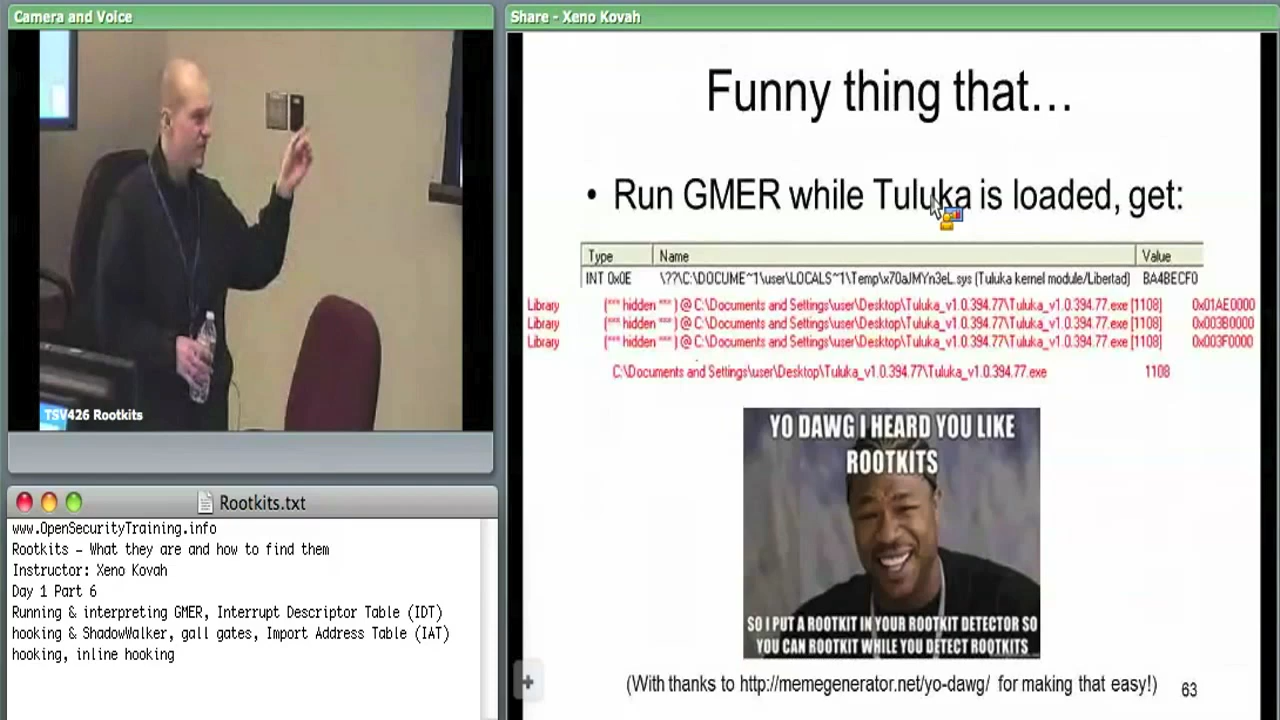 Camera and Voice
TSV426 Rootkits
Rootkits.txt
www.OpenSecurityTraining.info
Rootkits – What they are and how to find them
Instructor: Xeno Kovah
Day 1 Part 6
Running & interpreting GMER, Interrupt Descriptor Table (IDT)
hooking & ShadowWalker, gall gates, Import Address Table (IAT)
hooking, inline hooking
Share - Xeno Kovah
Funny thing that…
• Run GMER while Tuluka is loaded, get:
Type Name Value
INT 0x0E \??\C:\DOCUME~1\user\LOCALS~1\Temp\x70aJMYn3eL.sys (Tuluka kernel module/Libertad) BA4BECF0
Library (*** hidden *** ) @ C:\Documents and Settings\user\Desktop\Tuluka_v1.0.394.77\Tuluka_v1.0.394.77.exe [1108] 0x01AE0000
Library (*** hidden *** ) @ C:\Documents and Settings\user\Desktop\Tuluka_v1.0.394.77\Tuluka_v1.0.394.77.exe [1108] 0x003B0000
Library (*** hidden *** ) @ C:\Documents and Settings\user\Desktop\Tuluka_v1.0.394.77\Tuluka_v1.0.394.77.exe [1108] 0x003F0000
C:\Documents and Settings\user\Desktop\Tuluka_v1.0.394.77\Tuluka_v1.0.394.77.exe 1108
YO DAWG I HEARD YOU LIKE
ROOTKITS
SO I PUT A ROOTKIT IN YOUR ROOTKIT DETECTOR SO
YOU CAN ROOTKIT WHILE YOU DETECT ROOTKITS
(With thanks to http://memegenerator.net/yo-dawg/ for making that easy!)
63